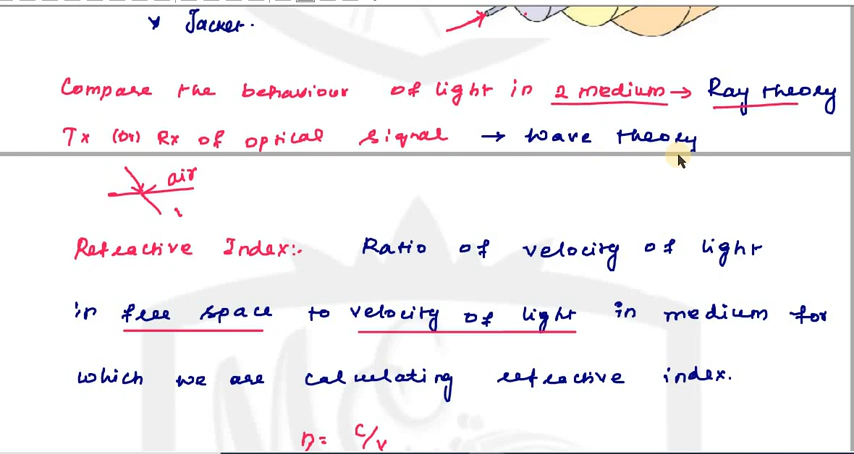 * Jacket.
Compare the behaviour of light in 2 medium → Ray theory
Tx (or) Rx of optical signal → wave theory
air
Refractive Index:. Ratio of velocity of light
in free space to velocity of light in medium for
which we are calculating refractive index.
n= c/v